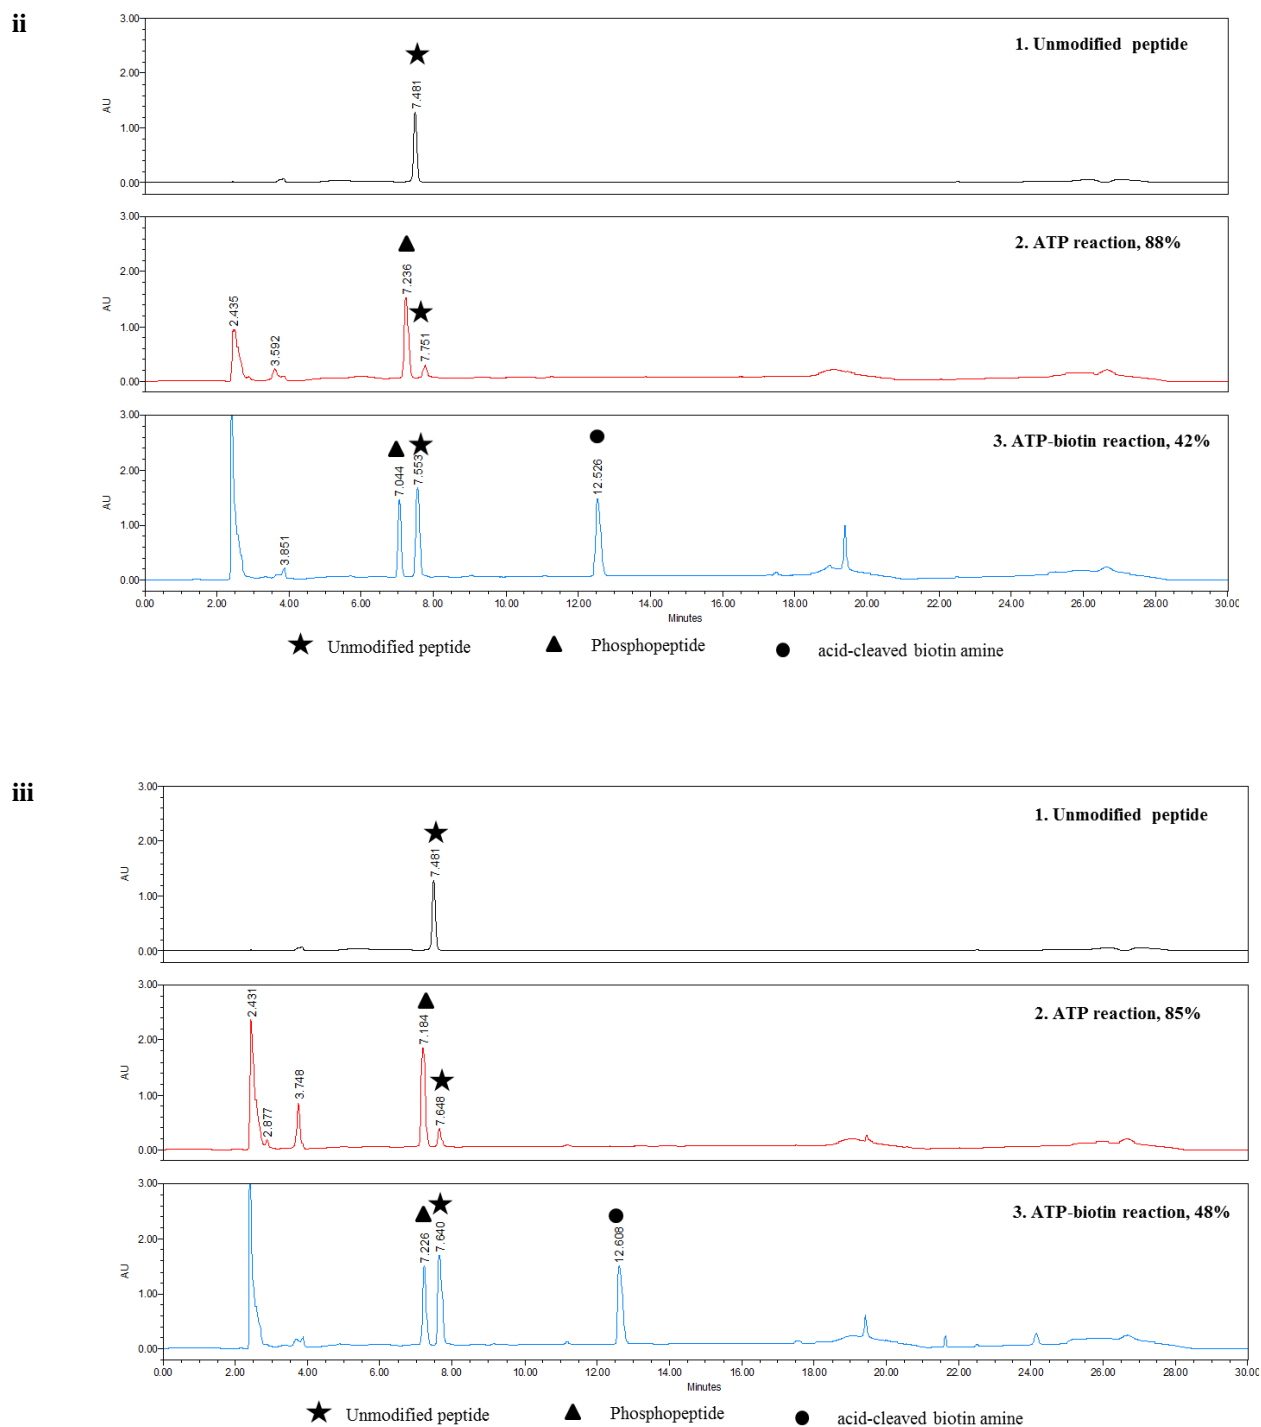 ii
3.00
2.00
1.00
0.00
AU
7.481
1. Unmodified peptide
3.00
2.00
1.00
0.00
AU
2.435
3.592
7.236
7.751
2. ATP reaction, 88%
3.00
2.00
1.00
0.00
AU
3.851
7.044
7.553
12.526
3. ATP-biotin reaction, 42%
0.00 2.00 4.00 6.00 8.00 10.00 12.00 14.00 16.00 18.00 20.00 22.00 24.00 26.00 28.00 30.00
Minutes
Unmodified peptide Phosphopeptide acid-cleaved biotin amine
iii
3.00
2.00
1.00
0.00
AU
7.481
1. Unmodified peptide
3.00
2.00
1.00
0.00
AU
2.431
2.877
3.748
7.184
7.648
2. ATP reaction, 85%
3.00
2.00
1.00
0.00
AU
7.226
7.640
12.608
3. ATP-biotin reaction, 48%
0.00 2.00 4.00 6.00 8.00 10.00 12.00 14.00 16.00 18.00 20.00 22.00 24.00 26.00 28.00 30.00
Minutes
Unmodified peptide Phosphopeptide acid-cleaved biotin amine